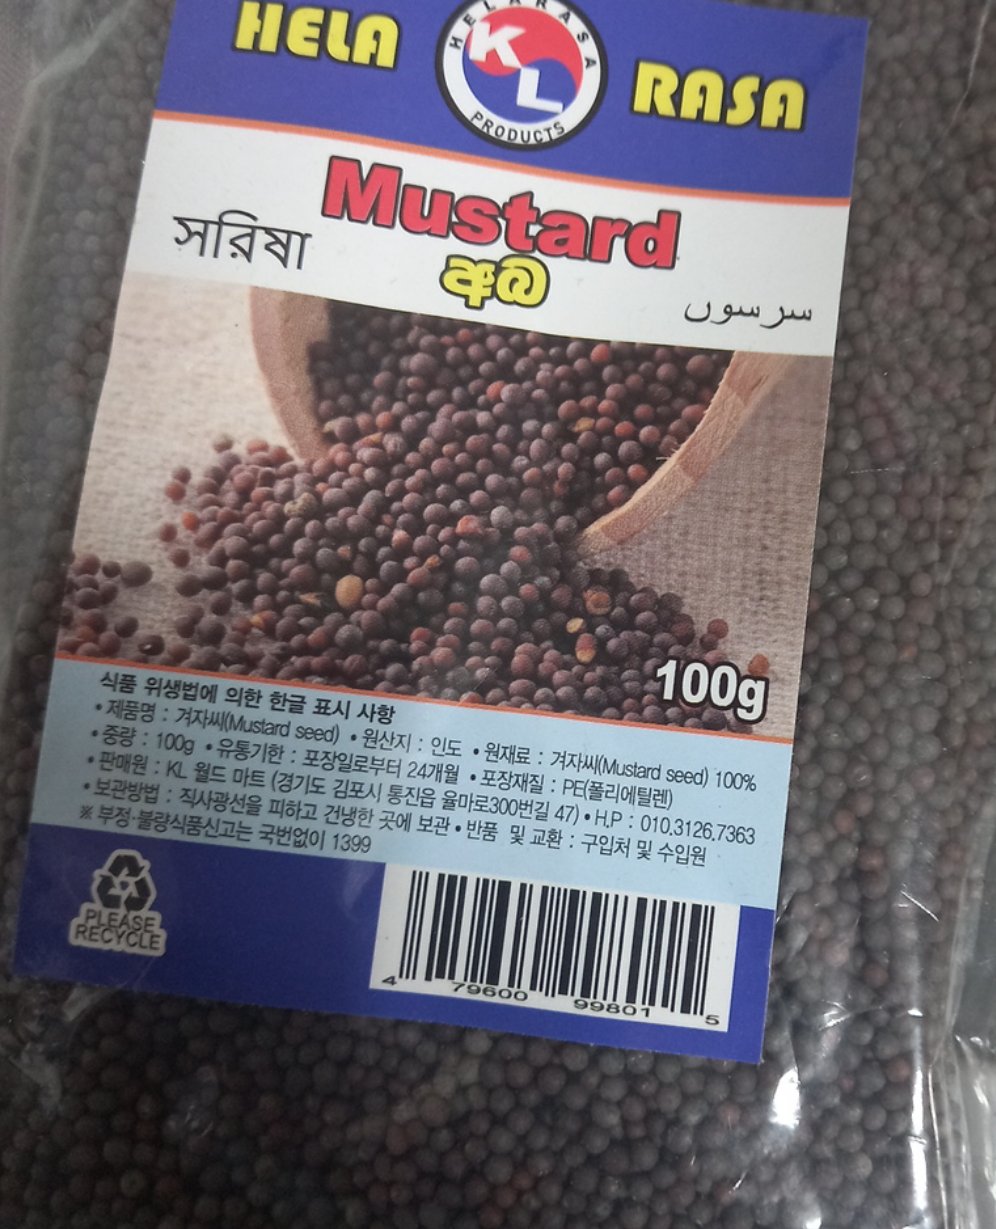 HELA RASA
HELARASA
KL
PRODUCTS
Mustard
সরিষা
අබ
سرسوں
100g
식품 위생법에 의한 한글 표시 사항
• 제품명 : 겨자씨(Mustard seed) • 원산지 : 인도 • 원재료 : 겨자씨(Mustard seed) 100%
• 중량 : 100g • 유통기한 : 포장일로부터 24개월 • 포장재질 : PE(폴리에틸렌)
• 판매원 : KL 월드 마트 (경기도 김포시 통진읍 율마로300번길 47) • H.P : 010.3126.7363
• 보관방법 : 직사광선을 피하고 건냉한 곳에 보관 • 반품 및 교환 : 구입처 및 수입원
※ 부정·불량식품신고는 국번없이 1399
PLEASE
RECYCLE
4 79600 99801 5